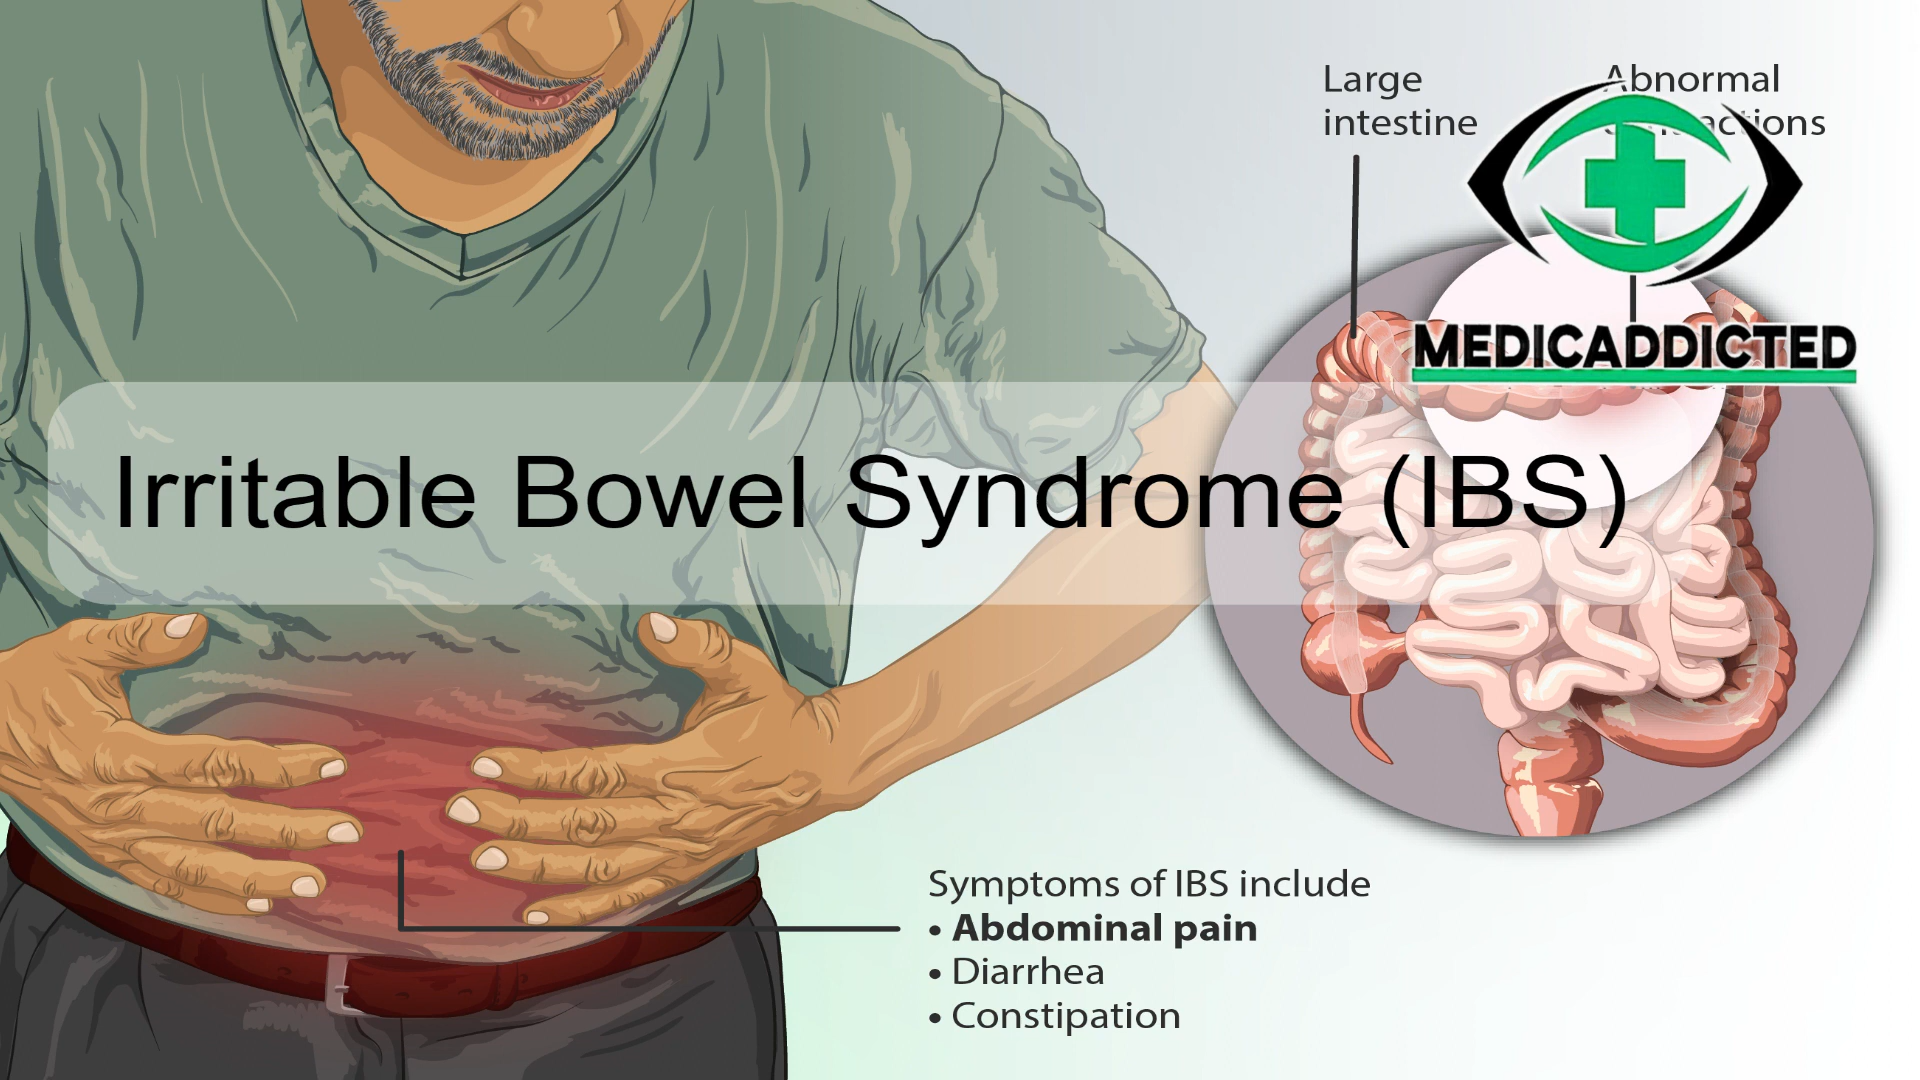 Large
intestine
Abnormal
MEDICADDICTED
Irritable Bowel Syndrome (IBS)
Symptoms of IBS include
• Abdominal pain
• Diarrhea
• Constipation